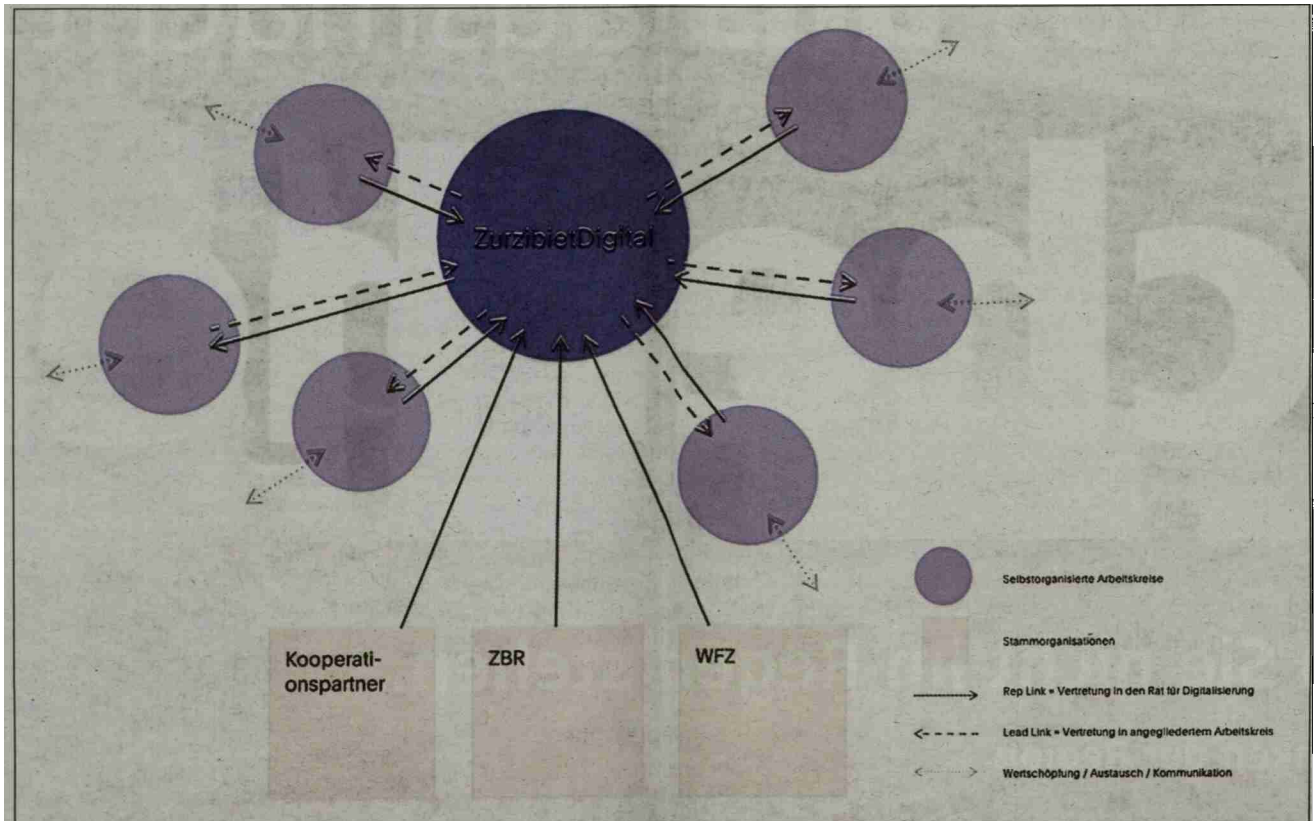 ZurzibietDigital
Kooperati-
onspartner
ZBR
WFZ
Selbstorganisierte Arbeitskreise
Stammorganisationen
Rep Link = Vertretung in den Rat für Digitalisierung
Lead Link = Vertretung in angegliedertem Arbeitskreis
Wertschöpfung / Austausch / Kommunikation